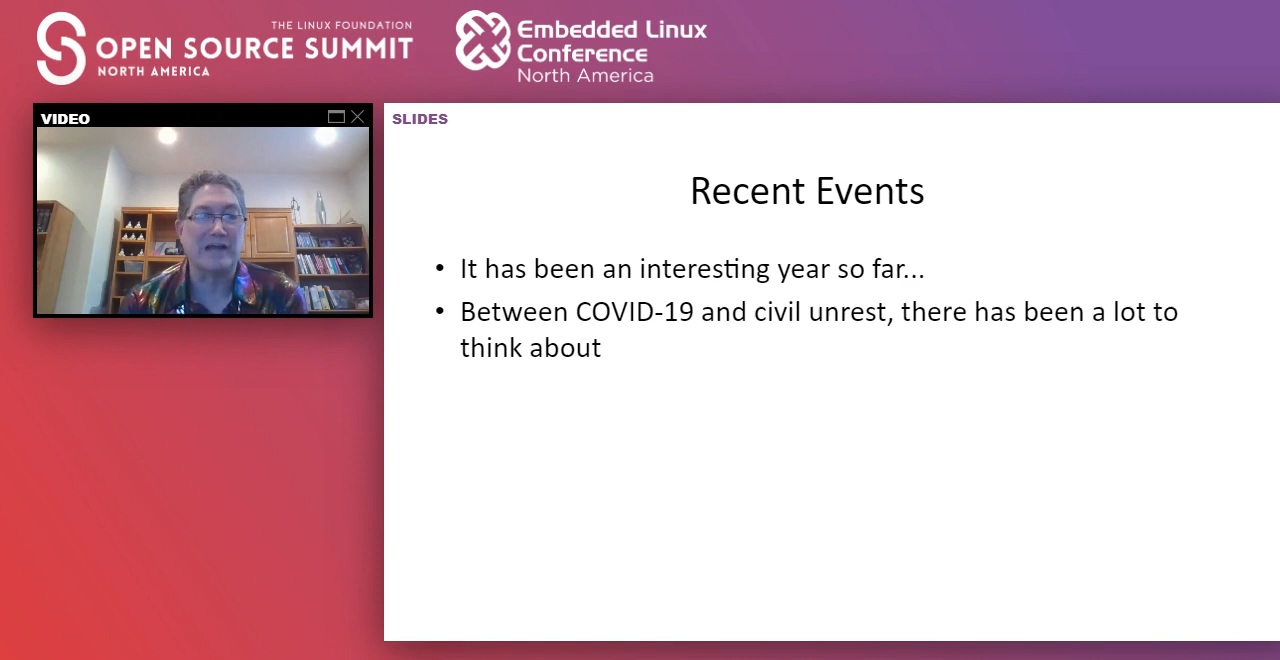 THE LINUX FOUNDATION
OPEN SOURCE SUMMIT
NORTH AMERICA
Embedded Linux
Conference
North America
VIDEO
SLIDES
Recent Events
• It has been an interesting year so far...
• Between COVID-19 and civil unrest, there has been a lot to
think about